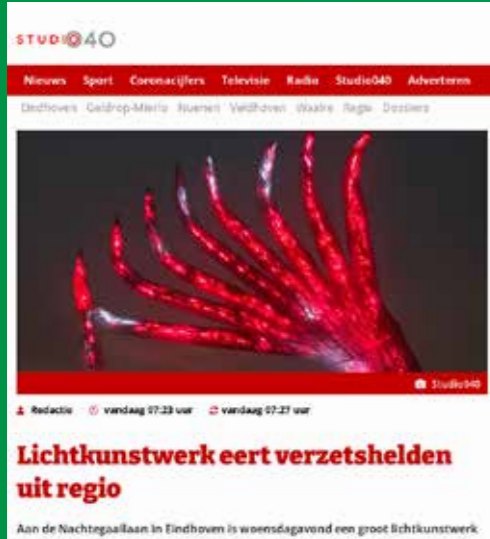 STUDIO40
Nieuws Sport Coronacijfers Televisie Radio Studio040 Adverteren
Eindhoven Geldrop-Mierlo Nuenen Veldhoven Waalre Regio Dossiers
Studio040
Redactie vandaag 07:23 uur vandaag 07:27 uur
Lichtkunstwerk eert verzetshelden
uit regio
Aan de Nachtegaallaan in Eindhoven is woensdagavond een groot lichtkunstwerk